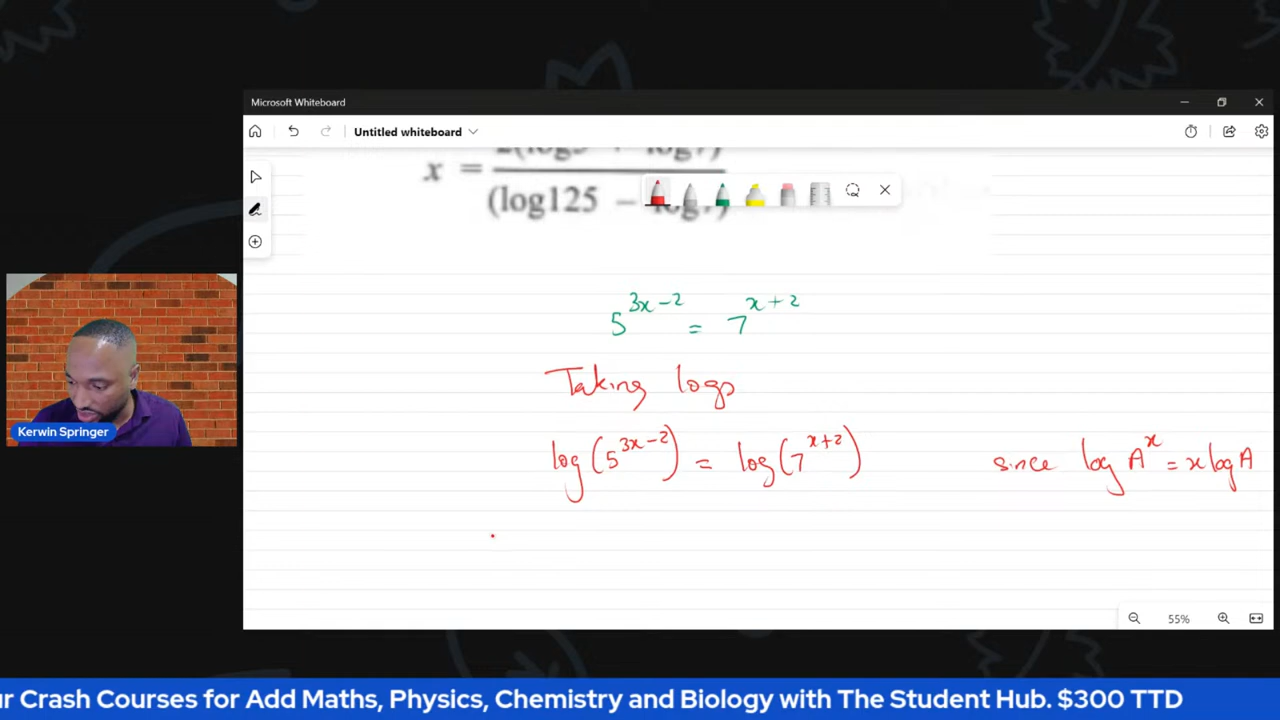 Microsoft Whiteboard
Untitled whiteboard
x =
(log125 − log7)
5^{3x−2} = 7^{x+2}
Taking logs
log(5^{3x−2}) = log(7^{x+2}) since log A^x = x log A
Kerwin Springer
55%
r Crash Courses for Add Maths, Physics, Chemistry and Biology with The Student Hub. $300 TTD